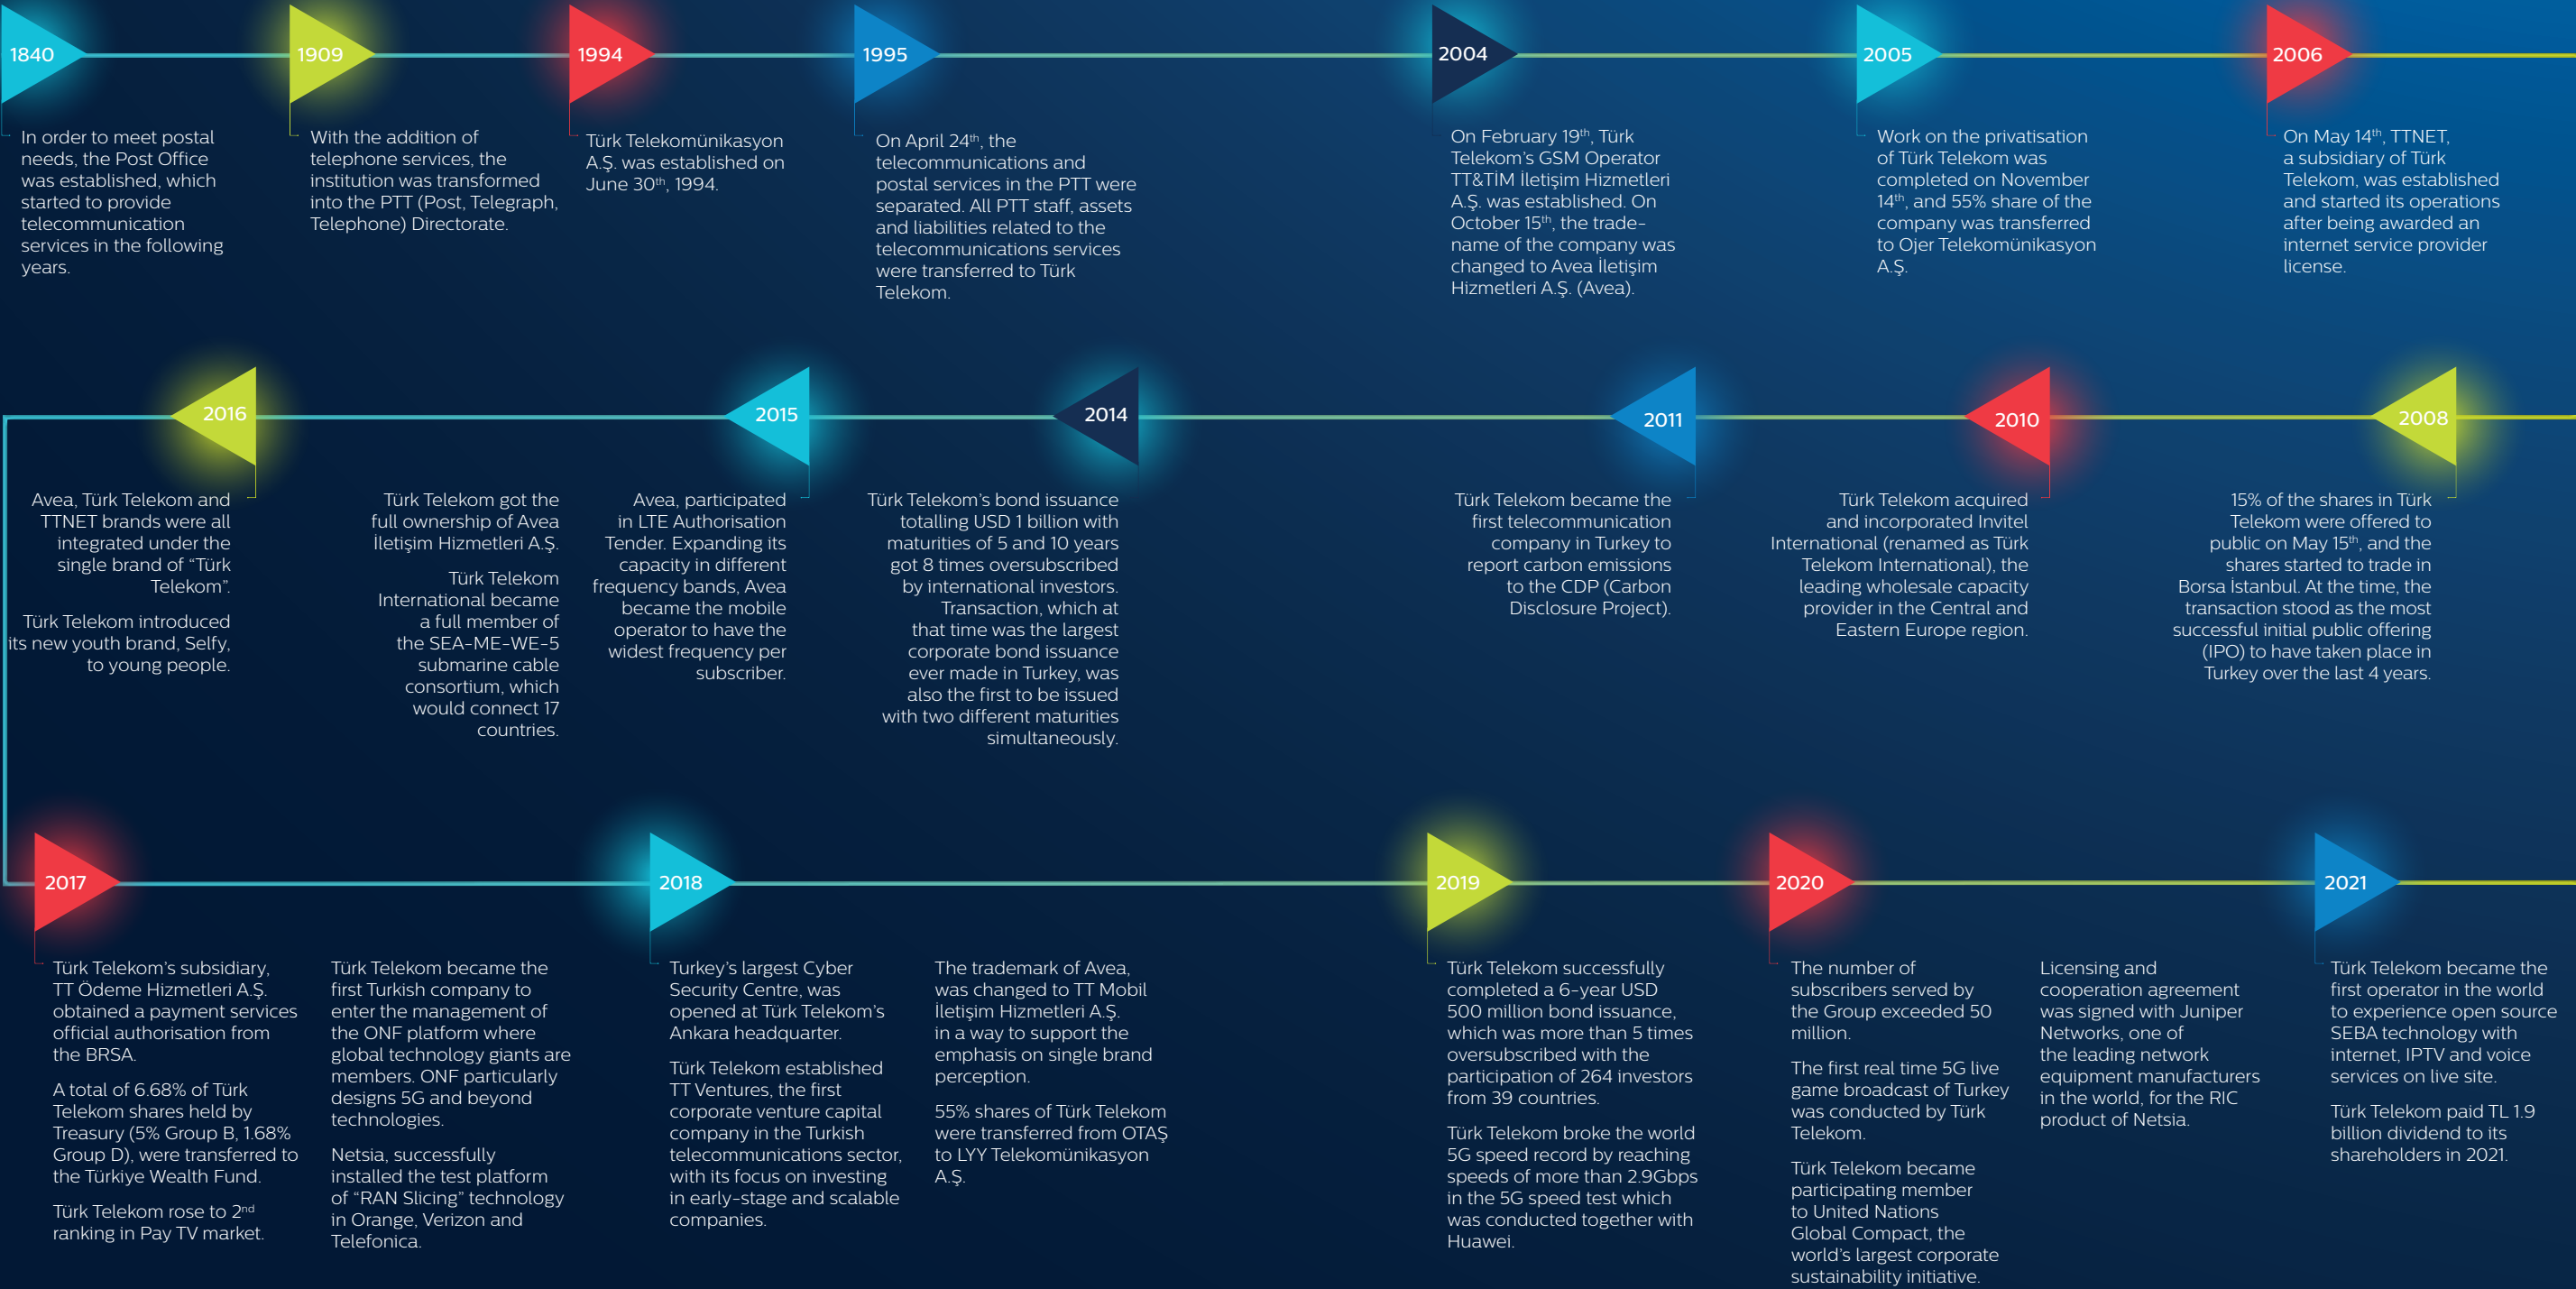 1840
In order to meet postal
needs, the Post Office
was established, which
started to provide
telecommunication
services in the following
years.
1909
With the addition of
telephone services, the
institution was transformed
into the PTT (Post, Telegraph,
Telephone) Directorate.
1994
Türk Telekomünikasyon
A.Ş. was established on
June 30th, 1994.
1995
On April 24th, the
telecommunications and
postal services in the PTT were
separated. All PTT staff, assets
and liabilities related to the
telecommunications services
were transferred to Türk
Telekom.
2004
On February 19th, Türk
Telekom's GSM Operator
TT&TİM İletişim Hizmetleri
A.Ş. was established. On
October 15th, the trade-
name of the company was
changed to Avea İletişim
Hizmetleri A.Ş. (Avea).
2005
Work on the privatisation
of Türk Telekom was
completed on November
14th, and 55% share of the
company was transferred
to Ojer Telekomünikasyon
A.Ş.
2006
On May 14th, TTNET,
a subsidiary of Türk
Telekom, was established
and started its operations
after being awarded an
internet service provider
license.
2008
15% of the shares in Türk
Telekom were offered to
public on May 15th, and the
shares started to trade in
Borsa İstanbul. At the time, the
transaction stood as the most
successful initial public offering
(IPO) to have taken place in
Turkey over the last 4 years.
2010
Türk Telekom acquired
and incorporated Invitel
International (renamed as Türk
Telekom International), the
leading wholesale capacity
provider in the Central and
Eastern Europe region.
2011
Türk Telekom became the
first telecommunication
company in Turkey to
report carbon emissions
to the CDP (Carbon
Disclosure Project).
2014
Türk Telekom's bond issuance
totalling USD 1 billion with
maturities of 5 and 10 years
got 8 times oversubscribed
by international investors.
Transaction, which at
that time was the largest
corporate bond issuance
ever made in Turkey, was
also the first to be issued
with two different maturities
simultaneously.
2015
Avea, participated
in LTE Authorisation
Tender. Expanding its
capacity in different
frequency bands, Avea
became the mobile
operator to have the
widest frequency per
subscriber.
Türk Telekom got the
full ownership of Avea
İletişim Hizmetleri A.Ş.
Türk Telekom
International became
a full member of
the SEA-ME-WE-5
submarine cable
consortium, which
would connect 17
countries.
2016
Avea, Türk Telekom and
TTNET brands were all
integrated under the
single brand of “Türk
Telekom”.
Türk Telekom introduced
its new youth brand, Selfy,
to young people.
2017
Türk Telekom's subsidiary,
TT Ödeme Hizmetleri A.Ş.
obtained a payment services
official authorisation from
the BRSA.
A total of 6.68% of Türk
Telekom shares held by
Treasury (5% Group B, 1.68%
Group D), were transferred to
the Türkiye Wealth Fund.
Türk Telekom rose to 2nd
ranking in Pay TV market.
Türk Telekom became the
first Turkish company to
enter the management of
the ONF platform where
global technology giants are
members. ONF particularly
designs 5G and beyond
technologies.
Netsia, successfully
installed the test platform
of “RAN Slicing” technology
in Orange, Verizon and
Telefonica.
2018
Turkey's largest Cyber
Security Centre, was
opened at Türk Telekom's
Ankara headquarter.
Türk Telekom established
TT Ventures, the first
corporate venture capital
company in the Turkish
telecommunications sector,
with its focus on investing
in early-stage and scalable
companies.
The trademark of Avea,
was changed to TT Mobil
İletişim Hizmetleri A.Ş.
in a way to support the
emphasis on single brand
perception.
55% shares of Türk Telekom
were transferred from OTAŞ
to LYY Telekomünikasyon
A.Ş.
2019
Türk Telekom successfully
completed a 6-year USD
500 million bond issuance,
which was more than 5 times
oversubscribed with the
participation of 264 investors
from 39 countries.
Türk Telekom broke the world
5G speed record by reaching
speeds of more than 2.9Gbps
in the 5G speed test which
was conducted together with
Huawei.
2020
The number of
subscribers served by
the Group exceeded 50
million.
The first real time 5G live
game broadcast of Turkey
was conducted by Türk
Telekom.
Türk Telekom became
participating member
to United Nations
Global Compact, the
world's largest corporate
sustainability initiative.
Licensing and
cooperation agreement
was signed with Juniper
Networks, one of
the leading network
equipment manufacturers
in the world, for the RIC
product of Netsia.
2021
Türk Telekom became the
first operator in the world
to experience open source
SEBA technology with
internet, IPTV and voice
services on live site.
Türk Telekom paid TL 1.9
billion dividend to its
shareholders in 2021.